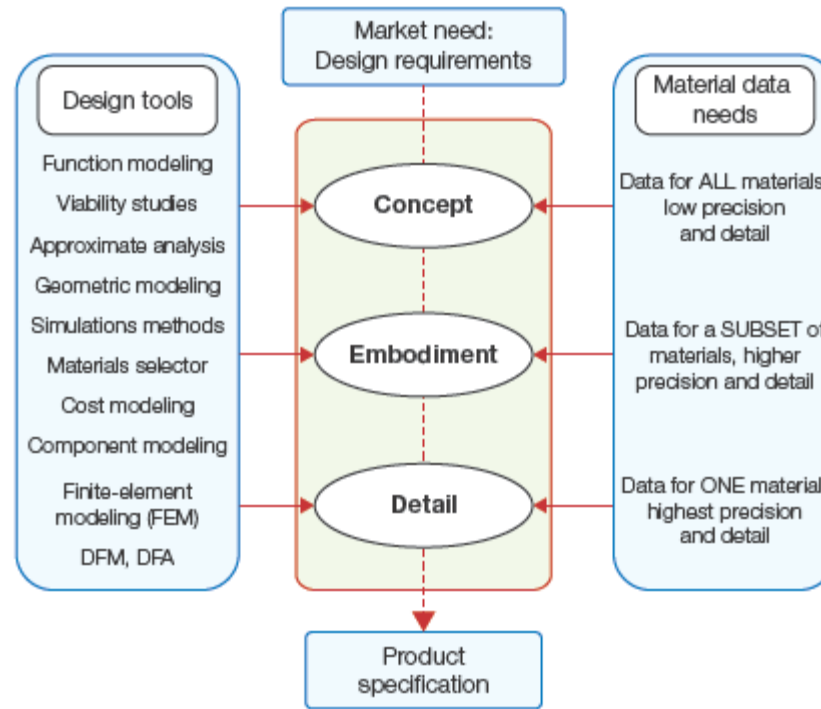 Market need:
Design requirements
Design tools
Function modeling
Viability studies
Approximate analysis
Geometric modeling
Simulations methods
Materials selector
Cost modeling
Component modeling
Finite-element
modeling (FEM)
DFM, DFA
Concept
Embodiment
Detail
Material data
needs
Data for ALL materials
low precision
and detail
Data for a SUBSET of
materials, higher
precision and detail
Data for ONE material
highest precision
and detail
Product
specification